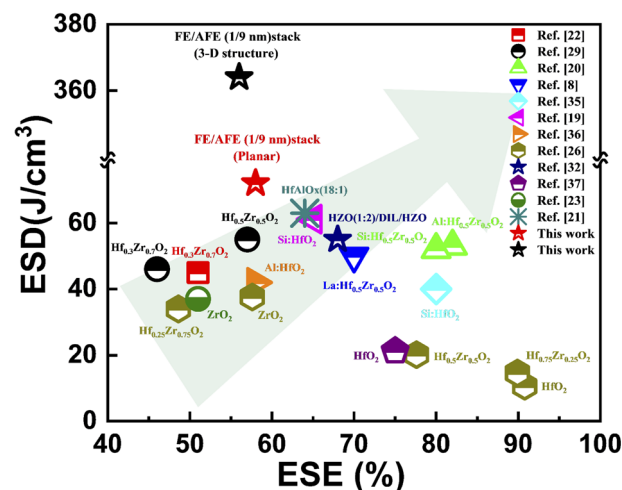 FE/AFE (1/9 nm)stack
(3-D structure)
FE/AFE (1/9 nm)stack
(Planar)
HfAlOx(18:1)
Hf0.5Zr0.5O2
HZO(1:2)/DIL/HZO
Al:Hf0.5Zr0.5O2
Hf0.3Zr0.7O2
Hf0.3Zr0.7O2
Si:HfO2
Si:Hf0.5Zr0.5O2
Al:HfO2
La:Hf0.5Zr0.5O2
Si:HfO2
Hf0.25Zr0.75O2
ZrO2
ZrO2
HfO2
Hf0.5Zr0.5O2
Hf0.75Zr0.25O2
HfO2
Ref. [22]
Ref. [29]
Ref. [20]
Ref. [8]
Ref. [35]
Ref. [19]
Ref. [36]
Ref. [26]
Ref. [32]
Ref. [37]
Ref. [23]
Ref. [21]
This work
This work
380
360
60
40
20
0
40
50
60
70
80
90
100
ESD(J/cm3)
ESE (%)